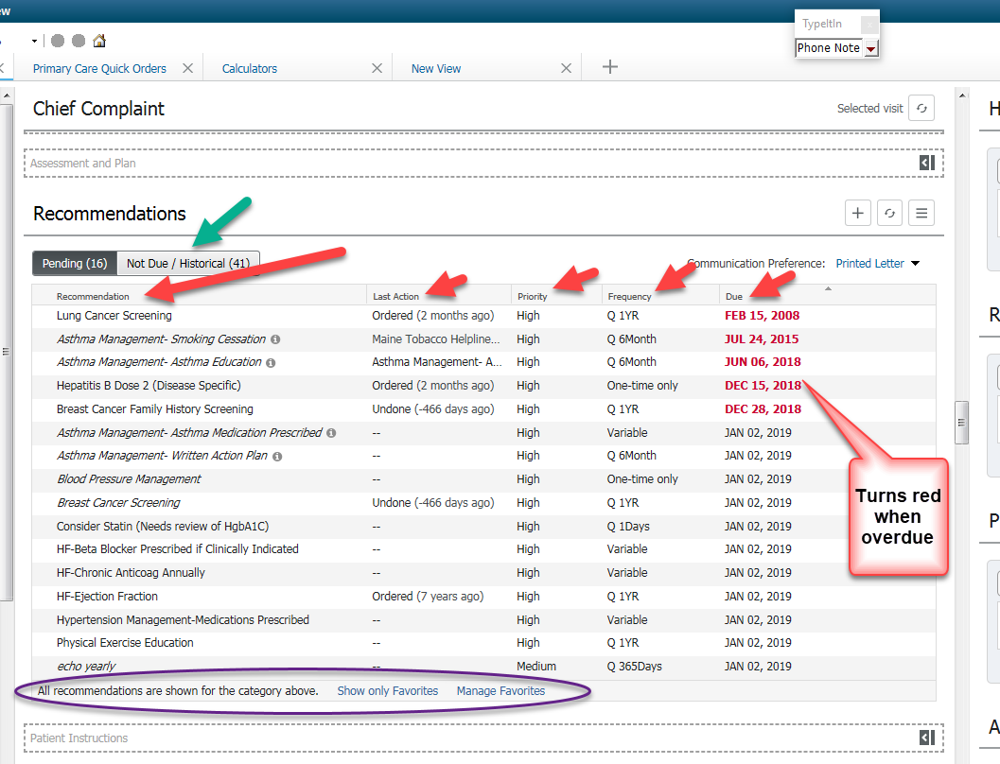 ew
TypeItIn
Phone Note
Primary Care Quick Orders
Calculators
New View
Chief Complaint
Selected visit
H
Assessment and Plan
Recommendations
Pending (16)
Not Due / Historical (41)
Communication Preference: Printed Letter
Recommendation Last Action Priority Frequency Due
Lung Cancer Screening Ordered (2 months ago) High Q 1YR FEB 15, 2008
R
Asthma Management- Smoking Cessation Maine Tobacco Helpline... High Q 6Month JUL 24, 2015
Asthma Management- Asthma Education Asthma Management- A... High Q 6Month JUN 06, 2018
Hepatitis B Dose 2 (Disease Specific) Ordered (2 months ago) High One-time only DEC 15, 2018
Breast Cancer Family History Screening Undone (-466 days ago) High Q 1YR DEC 28, 2018
Asthma Management- Asthma Medication Prescribed -- High Variable JAN 02, 2019
Asthma Management- Written Action Plan -- High Q 6Month JAN 02, 2019
Blood Pressure Management -- High One-time only JAN 02, 2019
Breast Cancer Screening Undone (-466 days ago) High Q 1YR JAN 02, 2019
Consider Statin (Needs review of HgbA1C) -- High Q 1Days JAN 02, 2019
HF-Beta Blocker Prescribed if Clinically Indicated -- High Variable JAN 02, 2019
HF-Chronic Anticoag Annually -- High Variable JAN 02, 2019
HF-Ejection Fraction Ordered (7 years ago) High Q 1YR JAN 02, 2019
Hypertension Management-Medications Prescribed -- High Variable JAN 02, 2019
Physical Exercise Education -- High Q 1YR JAN 02, 2019
echo yearly -- Medium Q 365Days JAN 02, 2019
Turns red
when
overdue
P
All recommendations are shown for the category above. Show only Favorites Manage Favorites
Patient Instructions
A